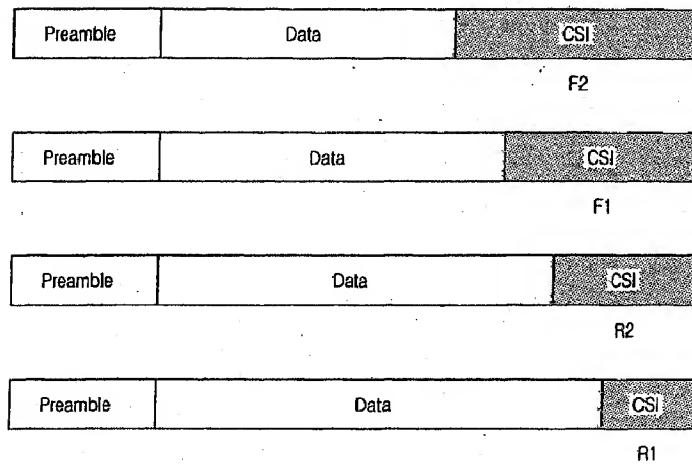 Preamble Data CSI
F2
Preamble Data CSI
F1
Preamble Data CSI
R2
Preamble Data CSI
R1